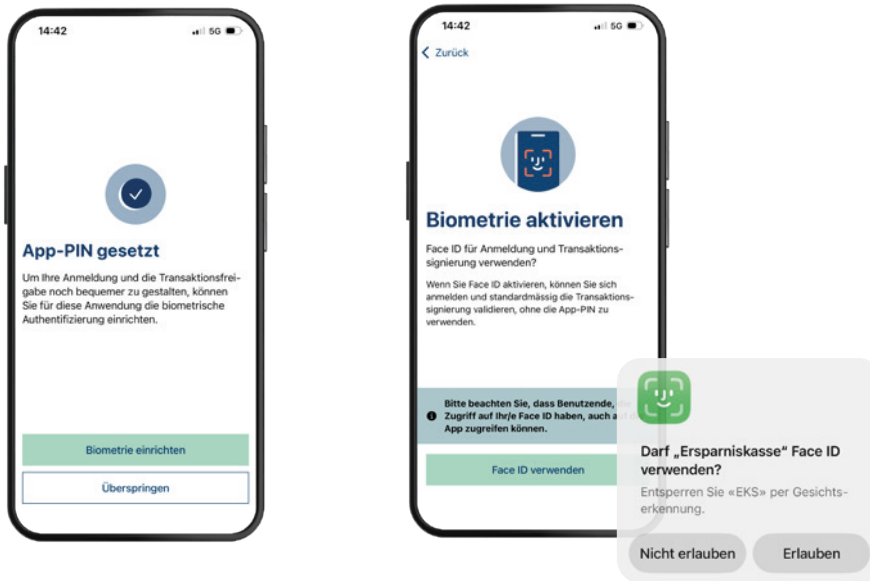 14:42
5G
App-PIN gesetzt
Um Ihre Anmeldung und die Transaktionsfrei-
gabe noch bequemer zu gestalten, können
Sie für diese Anwendung die biometrische
Authentifizierung einrichten.
Biometrie einrichten
Überspringen
14:42
5G
Zurück
Biometrie aktivieren
Face ID für Anmeldung und Transaktions-
signierung verwenden?
Wenn Sie Face ID aktivieren, können Sie sich
anmelden und standardmässig die Transaktions-
signierung validieren, ohne die App-PIN zu
verwenden.
Bitte beachten Sie, dass Benutzende,
Zugriff auf Ihr/e Face ID haben, auch
App zugreifen können.
Face ID verwenden
Darf „Ersparniskasse“ Face ID
verwenden?
Entsperren Sie «EKS» per Gesichts-
erkennung.
Nicht erlauben
Erlauben